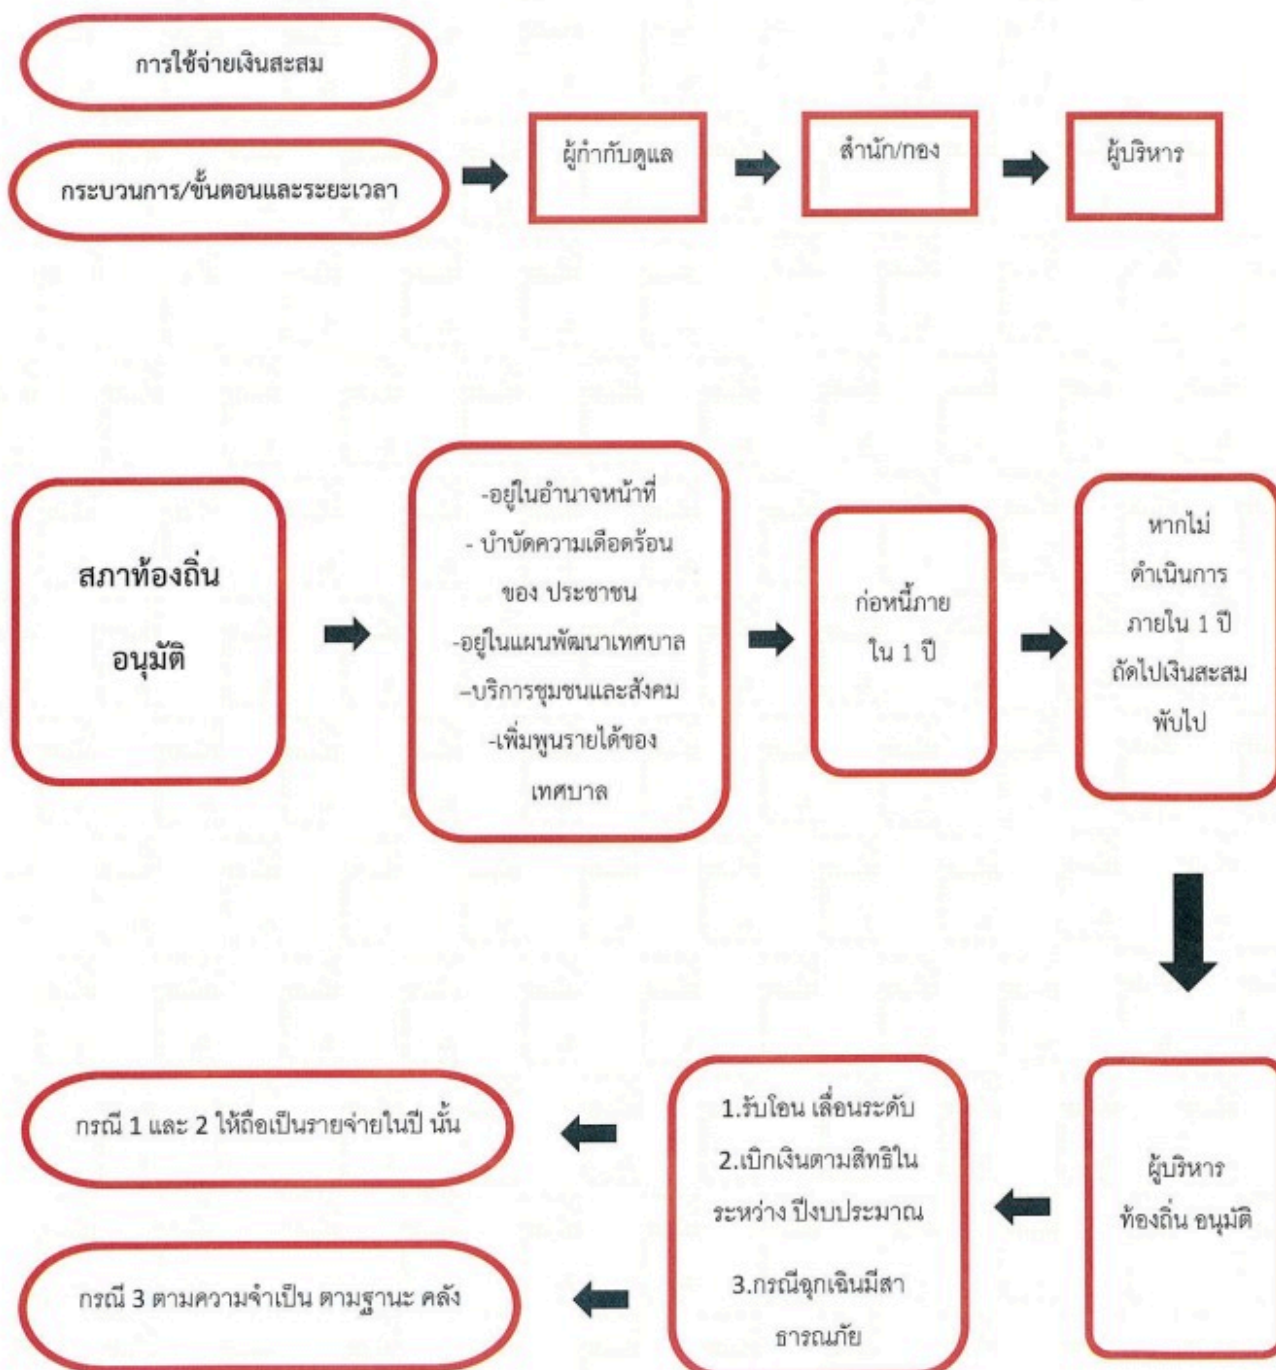 การใช้จ่ายเงินสะสม
กระบวนการ/ขั้นตอนและระยะเวลา
ผู้กำกับดูแล
สำนัก/กอง
ผู้บริหาร
สภาท้องถิ่น
อนุมัติ
-อยู่ในอำนาจหน้าที่
- บำบัดความเดือดร้อน
ของ ประชาชน
-อยู่ในแผนพัฒนาเทศบาล
–บริการชุมชนและสังคม
-เพิ่มพูนรายได้ของ
เทศบาล
ก่อหนี้ภาย
ใน 1 ปี
หากไม่
ดำเนินการ
ภายใน 1 ปี
ถัดไปเงินสะสม
พับไป
ผู้บริหาร
ท้องถิ่น อนุมัติ
1.รับโอน เลื่อนระดับ
2.เบิกเงินตามสิทธิใน
ระหว่าง ปีงบประมาณ
3.กรณีฉุกเฉินมีสา
ธารณภัย
กรณี 1 และ 2 ให้ถือเป็นรายจ่ายในปี นั้น
กรณี 3 ตามความจำเป็น ตามฐานะ คลัง